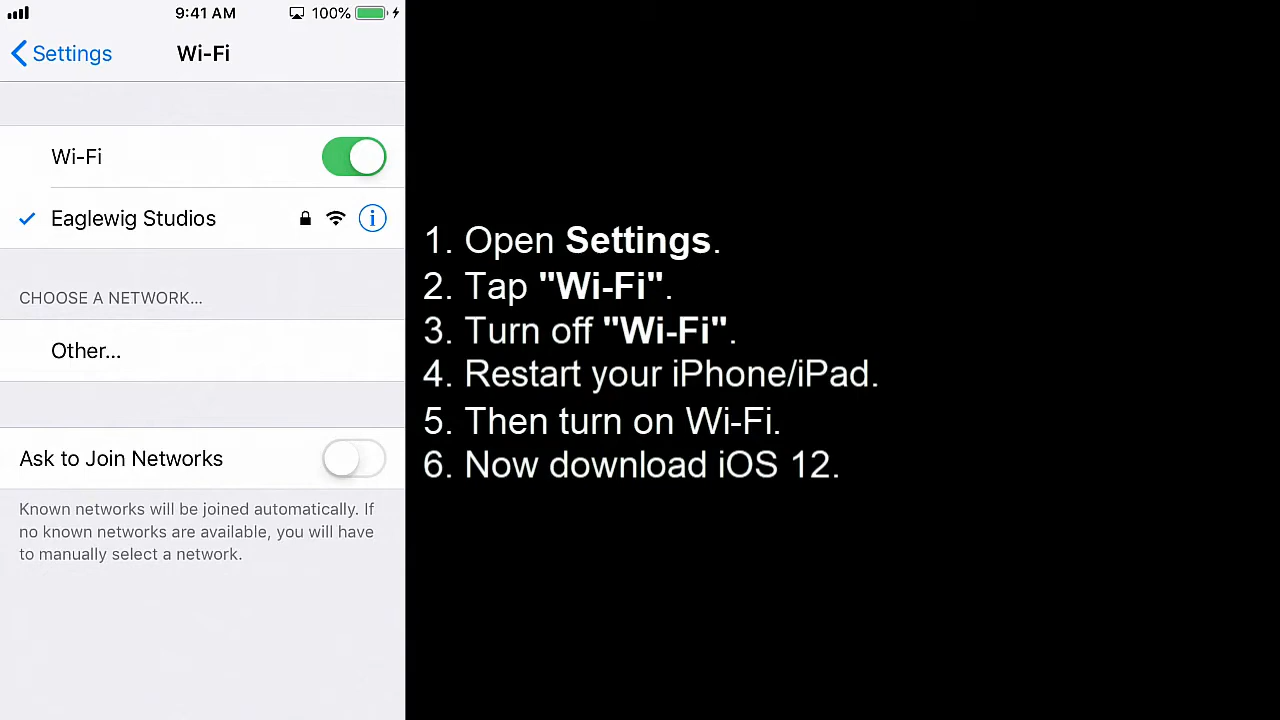 9:41 AM 100%
Settings Wi-Fi
Wi-Fi
Eaglewig Studios
CHOOSE A NETWORK...
Other...
Ask to Join Networks
Known networks will be joined automatically. If
no known networks are available, you will have
to manually select a network.
1. Open Settings.
2. Tap "Wi-Fi".
3. Turn off "Wi-Fi".
4. Restart your iPhone/iPad.
5. Then turn on Wi-Fi.
6. Now download iOS 12.